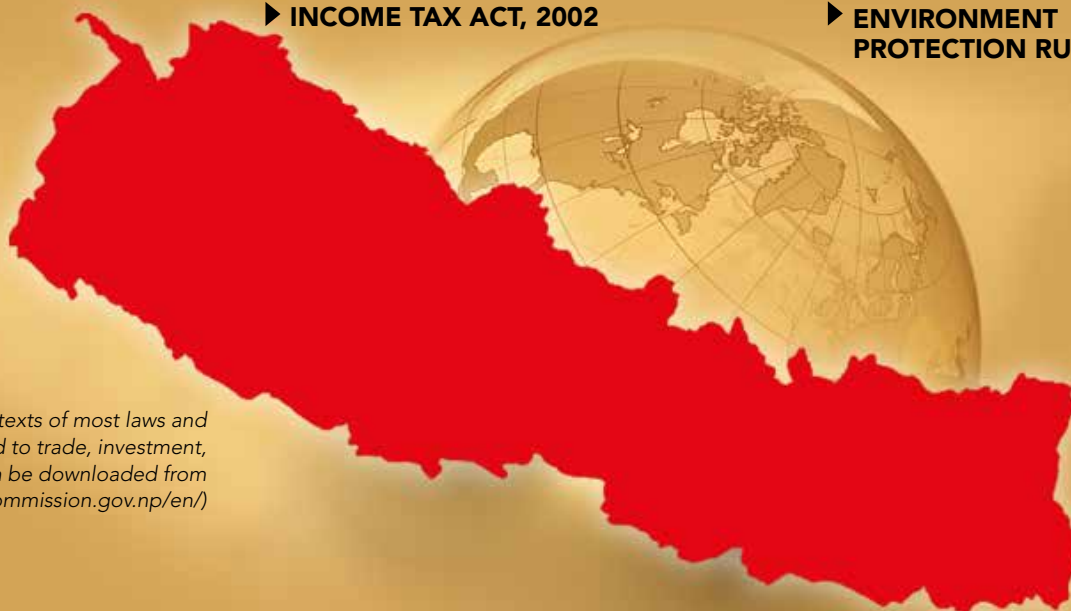 INCOME TAX ACT, 2002
ENVIRONMENT
PROTECTION RU
texts of most laws and
d to trade, investment,
be downloaded from
ommission.gov.np/en/)